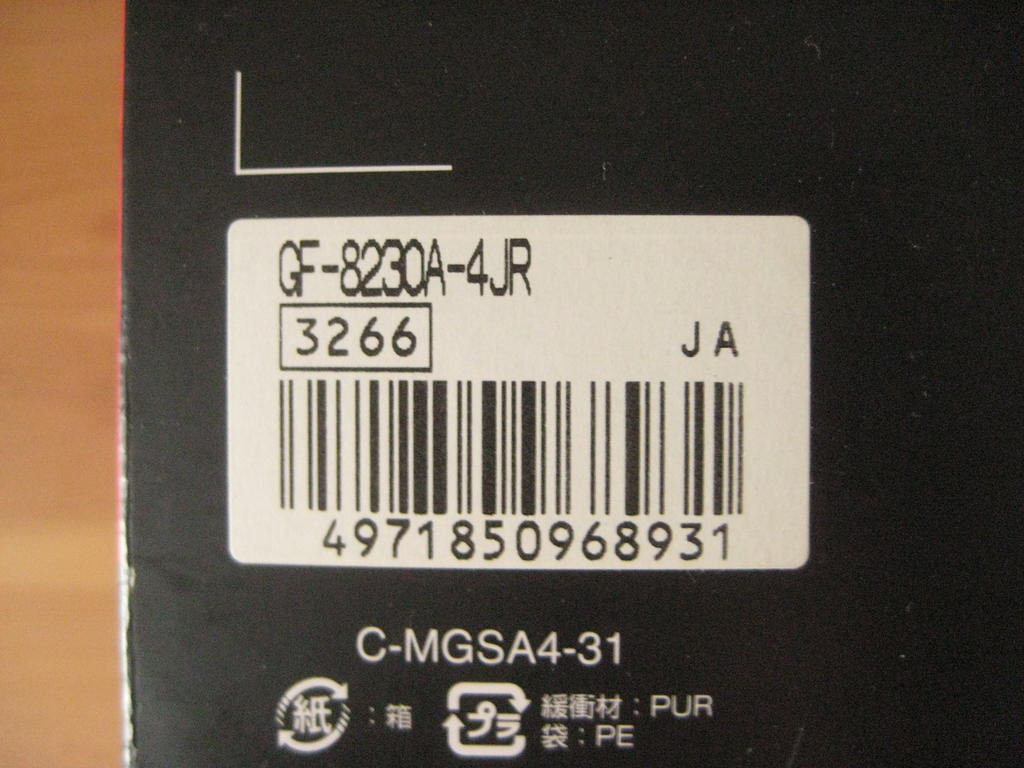 GF-8230A-4JR
3266
JA
4971850968931
C-MGSA4-31
紙 : 箱
プラ 緩衝材 : PUR
袋 : PE